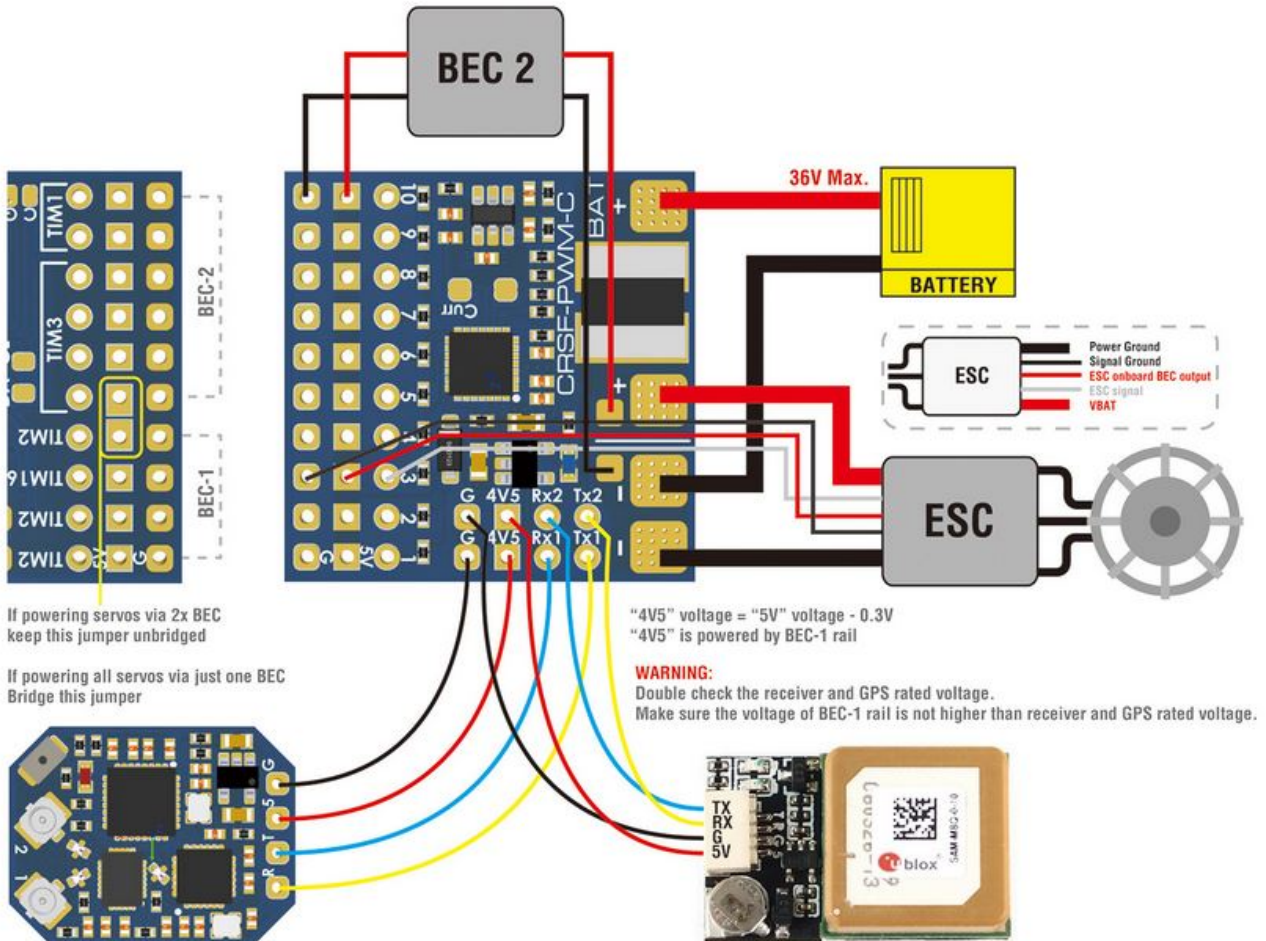 BEC 2
36V Max.
BATTERY
TIM1
TIM3
TIM2
TIM16
TIM2
TIM2
BEC-2
BEC-1
5V
G
10
9
8
7
6
5
3
2
1
G
5V
Curr
CRSF-PWM-C
BAT
+
+
-
-
G 4V5 Rx2 Tx2
G 4V5 Rx1 Tx1
ESC
Power Ground
Signal Ground
ESC onboard BEC output
ESC signal
VBAT
ESC
If powering servos via 2x BEC
keep this jumper unbridged
If powering all servos via just one BEC
Bridge this jumper
"4V5" voltage = "5V" voltage - 0.3V
"4V5" is powered by BEC-1 rail
WARNING:
Double check the receiver and GPS rated voltage.
Make sure the voltage of BEC-1 rail is not higher than receiver and GPS rated voltage.
G
5
T
R
2
1
TX
RX
G
5V
blox
SAM-M8Q-0-10